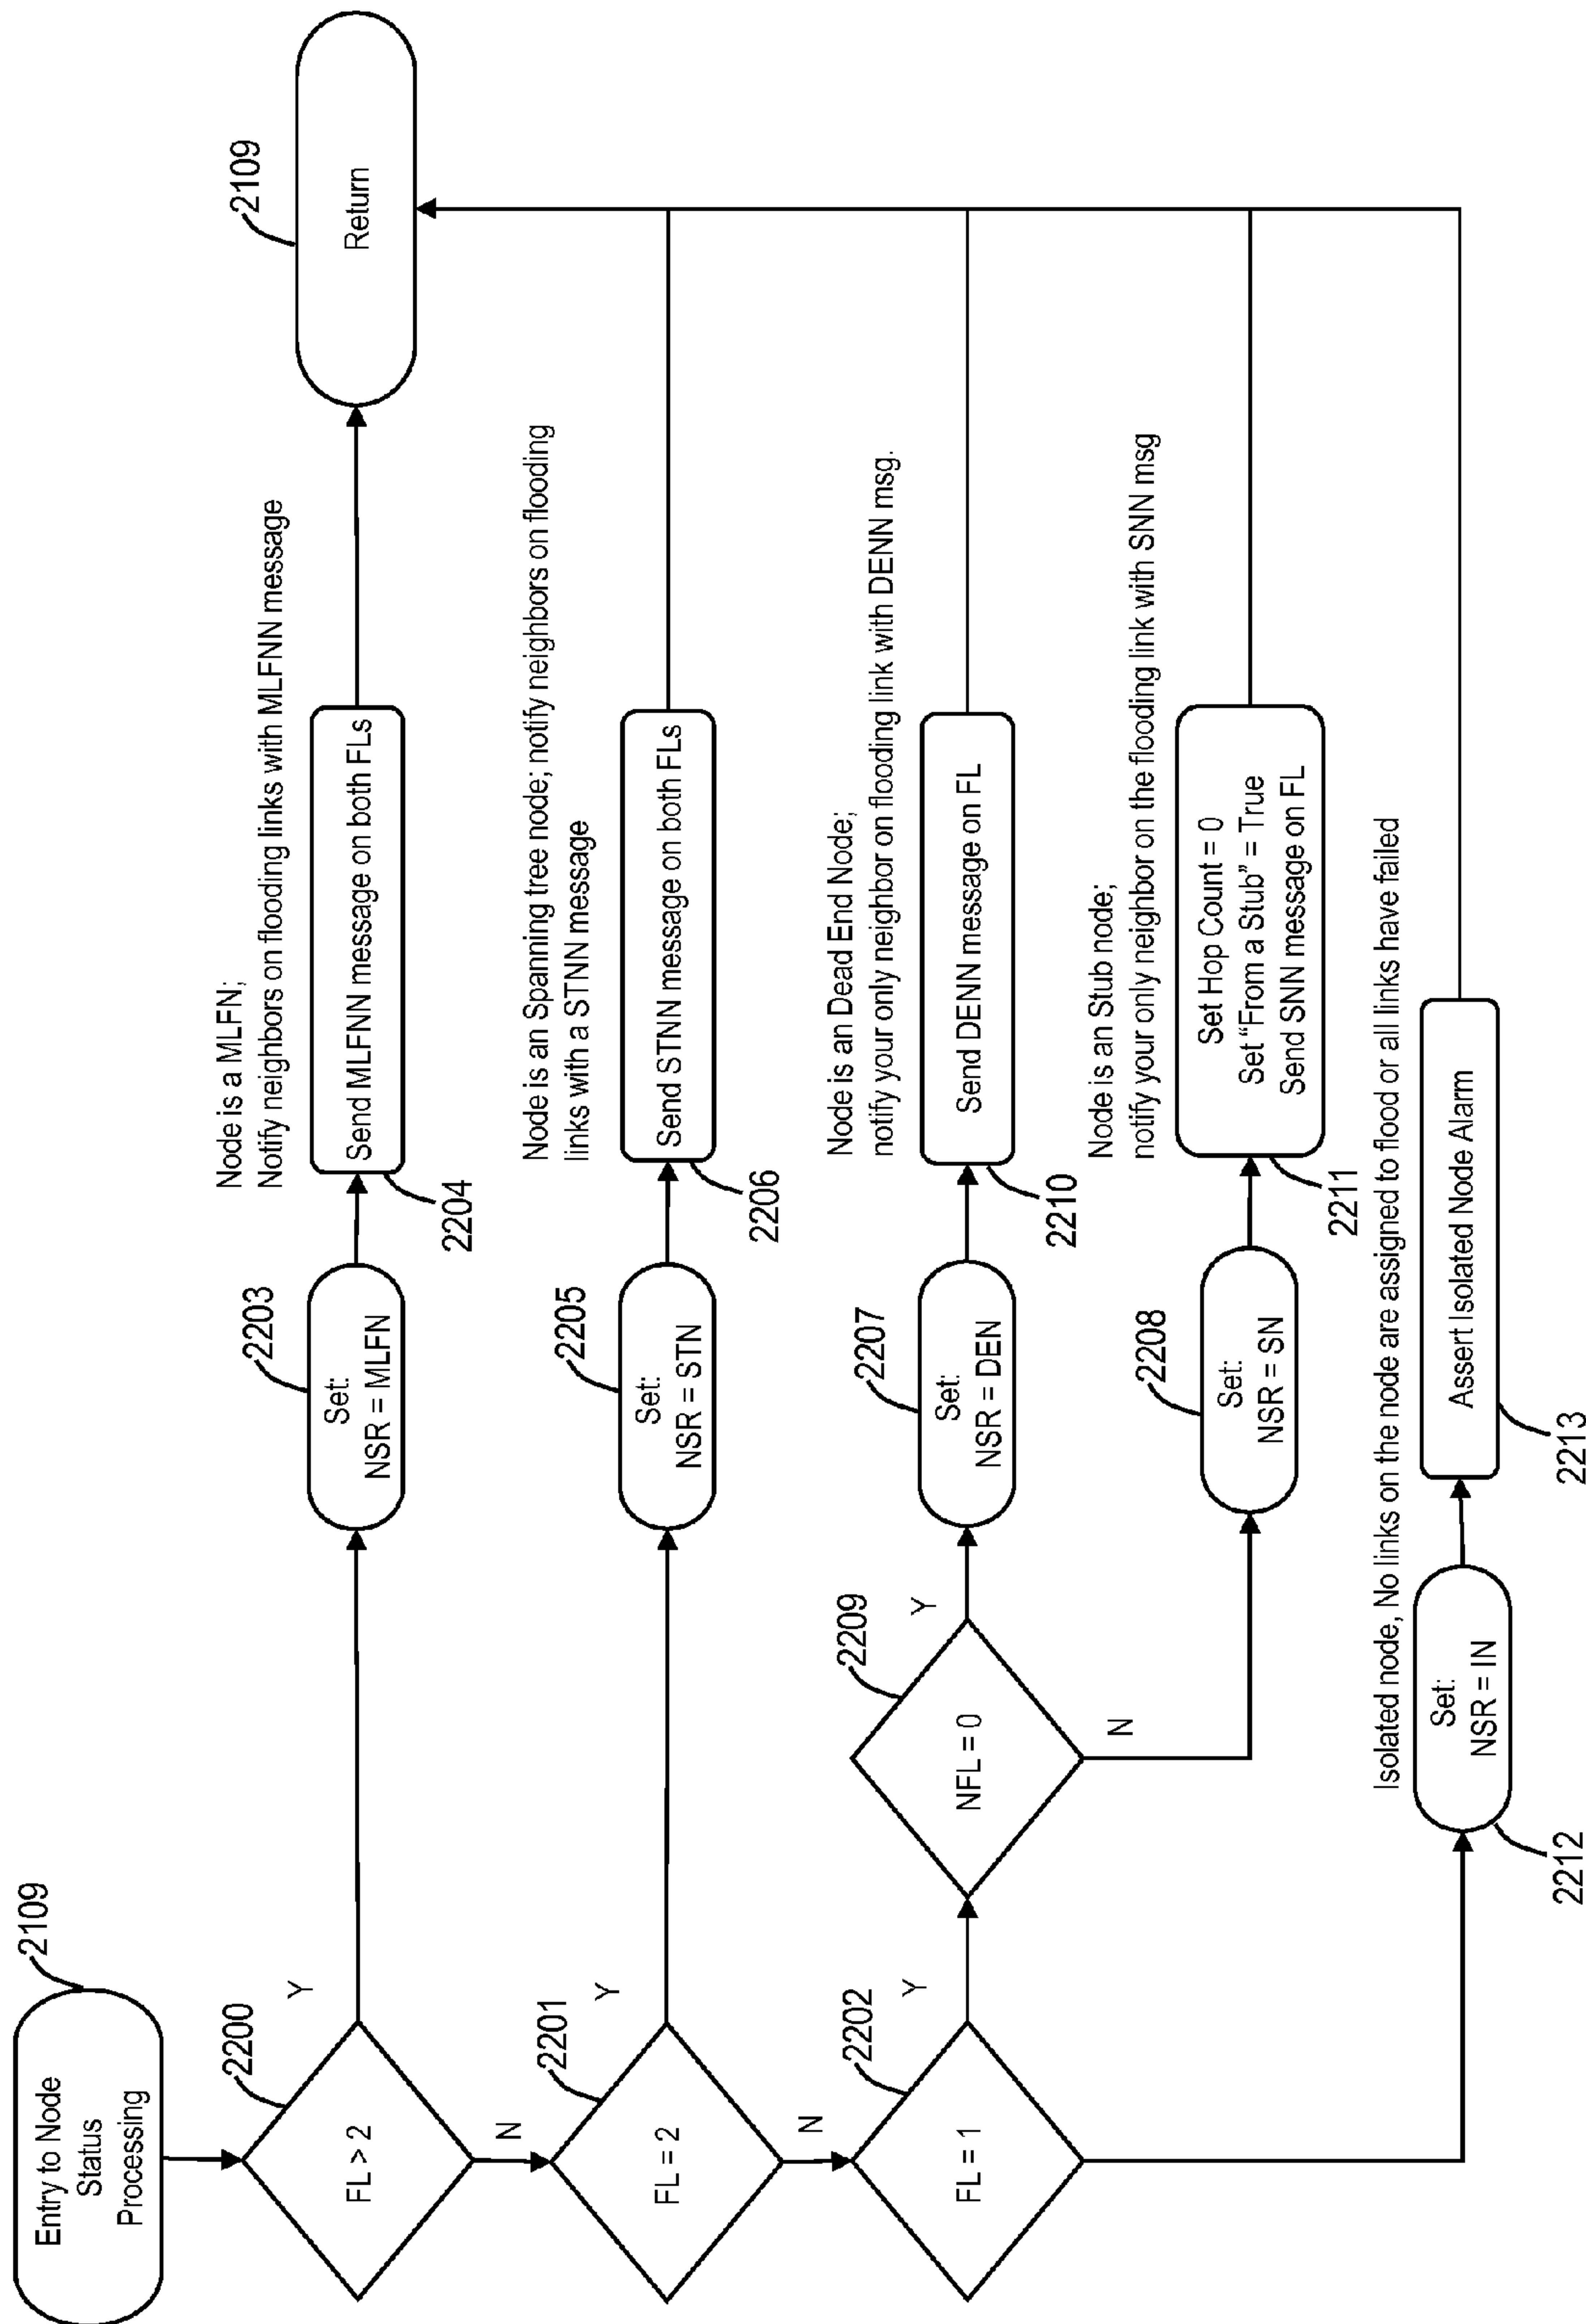 Entry to Node
Status
Processing
2109
FL > 2
2200
Y
N
Set:
NSR = MLFN
2203
Node is a MLFN;
Notify neighbors on flooding links with MLFNN message
Send MLFNN message on both FLs
2204
Return
2109
FL = 2
2201
Y
N
Set:
NSR = STN
2205
Node is an Spanning tree node; notify neighbors on flooding
links with a STNN message
Send STNN message on both FLs
2206
FL = 1
2202
Y
NFL = 0
2209
Y
N
Set:
NSR = DEN
2207
Node is an Dead End Node;
notify your only neighbor on flooding link with DENN msg.
Send DENN message on FL
2210
Set:
NSR = SN
2208
Node is an Stub node;
notify your only neighbor on the flooding link with SNN msg
Set Hop Count = 0
Set “From a Stub” = True
Send SNN message on FL
2211
Isolated node, No links on the node are assigned to flood or all links have failed
Set:
NSR = IN
2212
Assert Isolated Node Alarm
2213